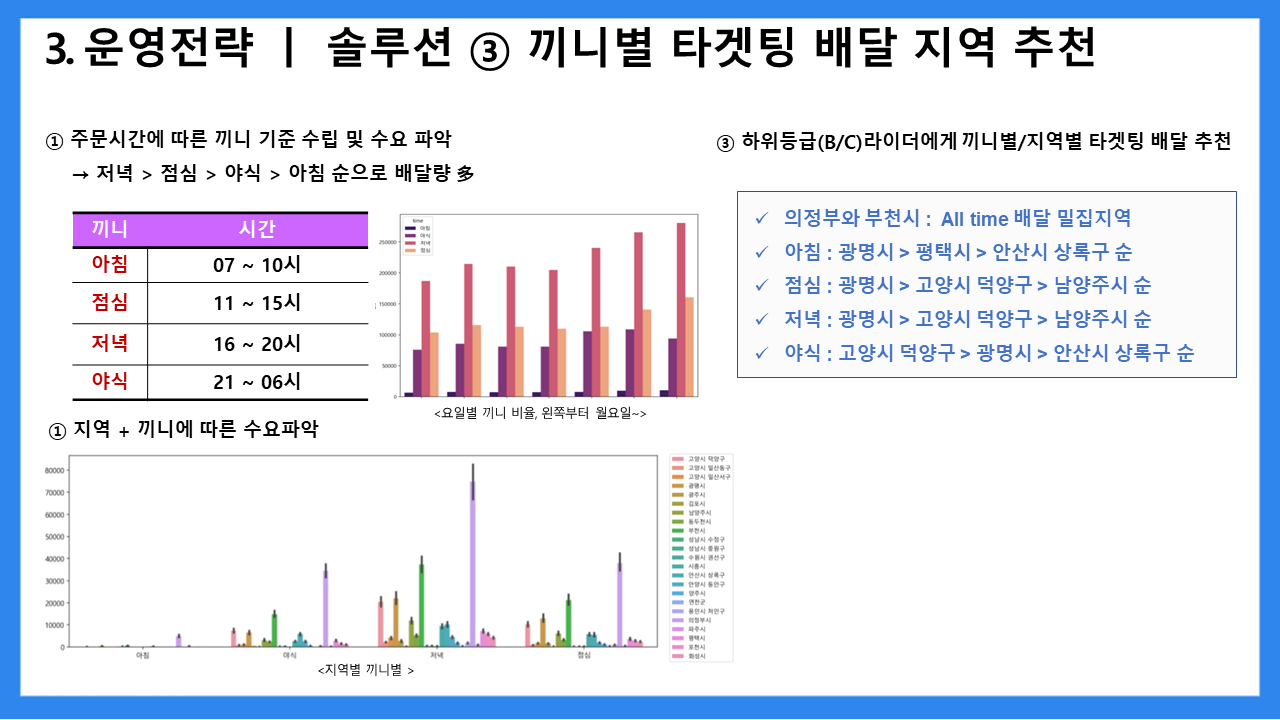 3. 운영전략 ㅣ 솔루션 ③ 끼니별 타겟팅 배달 지역 추천
① 주문시간에 따른 끼니 기준 수립 및 수요 파악
→ 저녁 > 점심 > 야식 > 아침 순으로 배달량 多
끼니 시간
아침 07 ~ 10시
점심 11 ~ 15시
저녁 16 ~ 20시
야식 21 ~ 06시
time
아침
야식
저녁
점심
250000
200000
150000
100000
50000
0
<요일별 끼니 비율, 왼쪽부터 월요일~>
① 지역 + 끼니에 따른 수요파악
80000
70000
60000
50000
40000
30000
20000
10000
0
아침 야식 저녁 점심
<지역별 끼니별 >
고양시 덕양구
고양시 일산동구
고양시 일산서구
광명시
광주시
김포시
남양주시
동두천시
부천시
성남시 수정구
성남시 중원구
수원시 권선구
시흥시
안산시 상록구
안양시 동안구
양주시
연천군
용인시 처인구
의정부시
파주시
평택시
포천시
화성시
③ 하위등급(B/C)라이더에게 끼니별/지역별 타겟팅 배달 추천
✓ 의정부와 부천시 : All time 배달 밀집지역
✓ 아침 : 광명시 > 평택시 > 안산시 상록구 순
✓ 점심 : 광명시 > 고양시 덕양구 > 남양주시 순
✓ 저녁 : 광명시 > 고양시 덕양구 > 남양주시 순
✓ 야식 : 고양시 덕양구 > 광명시 > 안산시 상록구 순